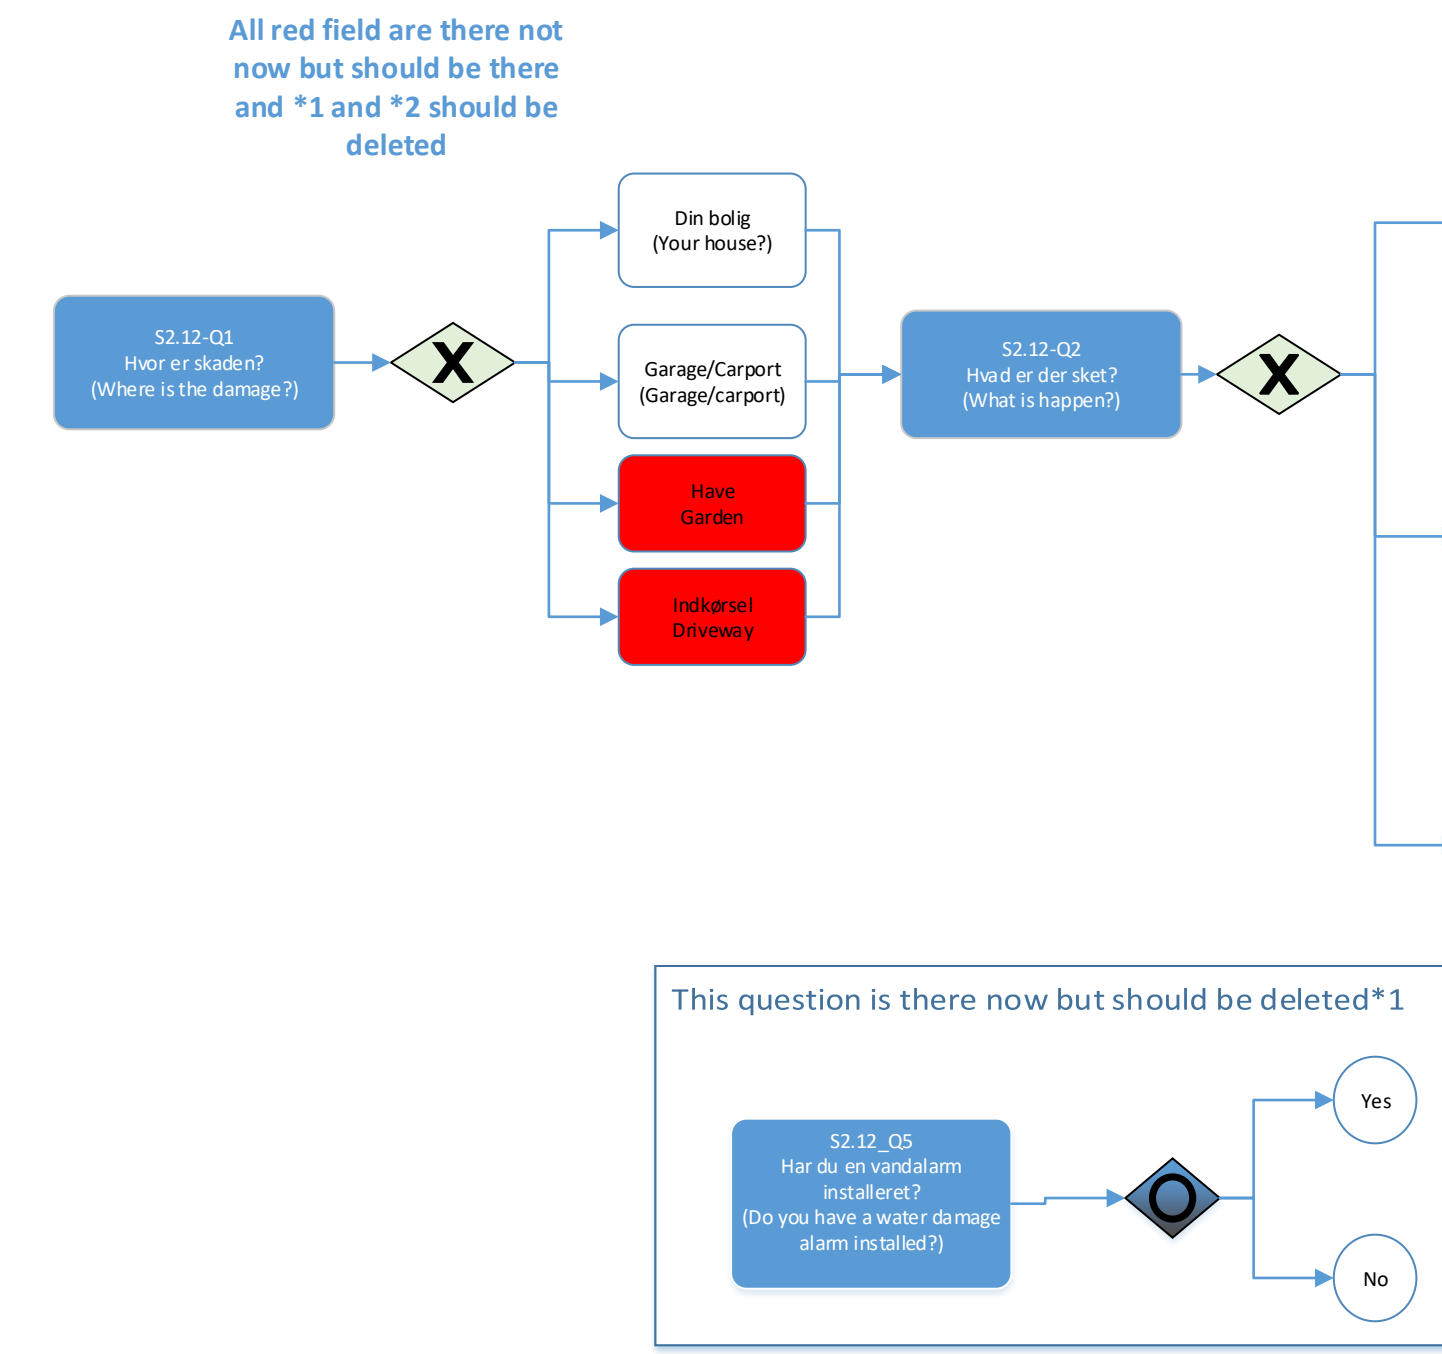 All red field are there not
now but should be there
and *1 and *2 should be
deleted
Din bolig
(Your house?)
S2.12-Q1
Hvor er skaden?
(Where is the damage?)
X
Garage/Carport
(Garage/carport)
S2.12-Q2
Hvad er der sket?
(What is happen?)
X
Have
Garden
Indkørsel
Driveway
This question is there now but should be deleted*1
S2.12_Q5
Har du en vandalarm
installeret?
(Do you have a water damage
alarm installed?)
Yes
No